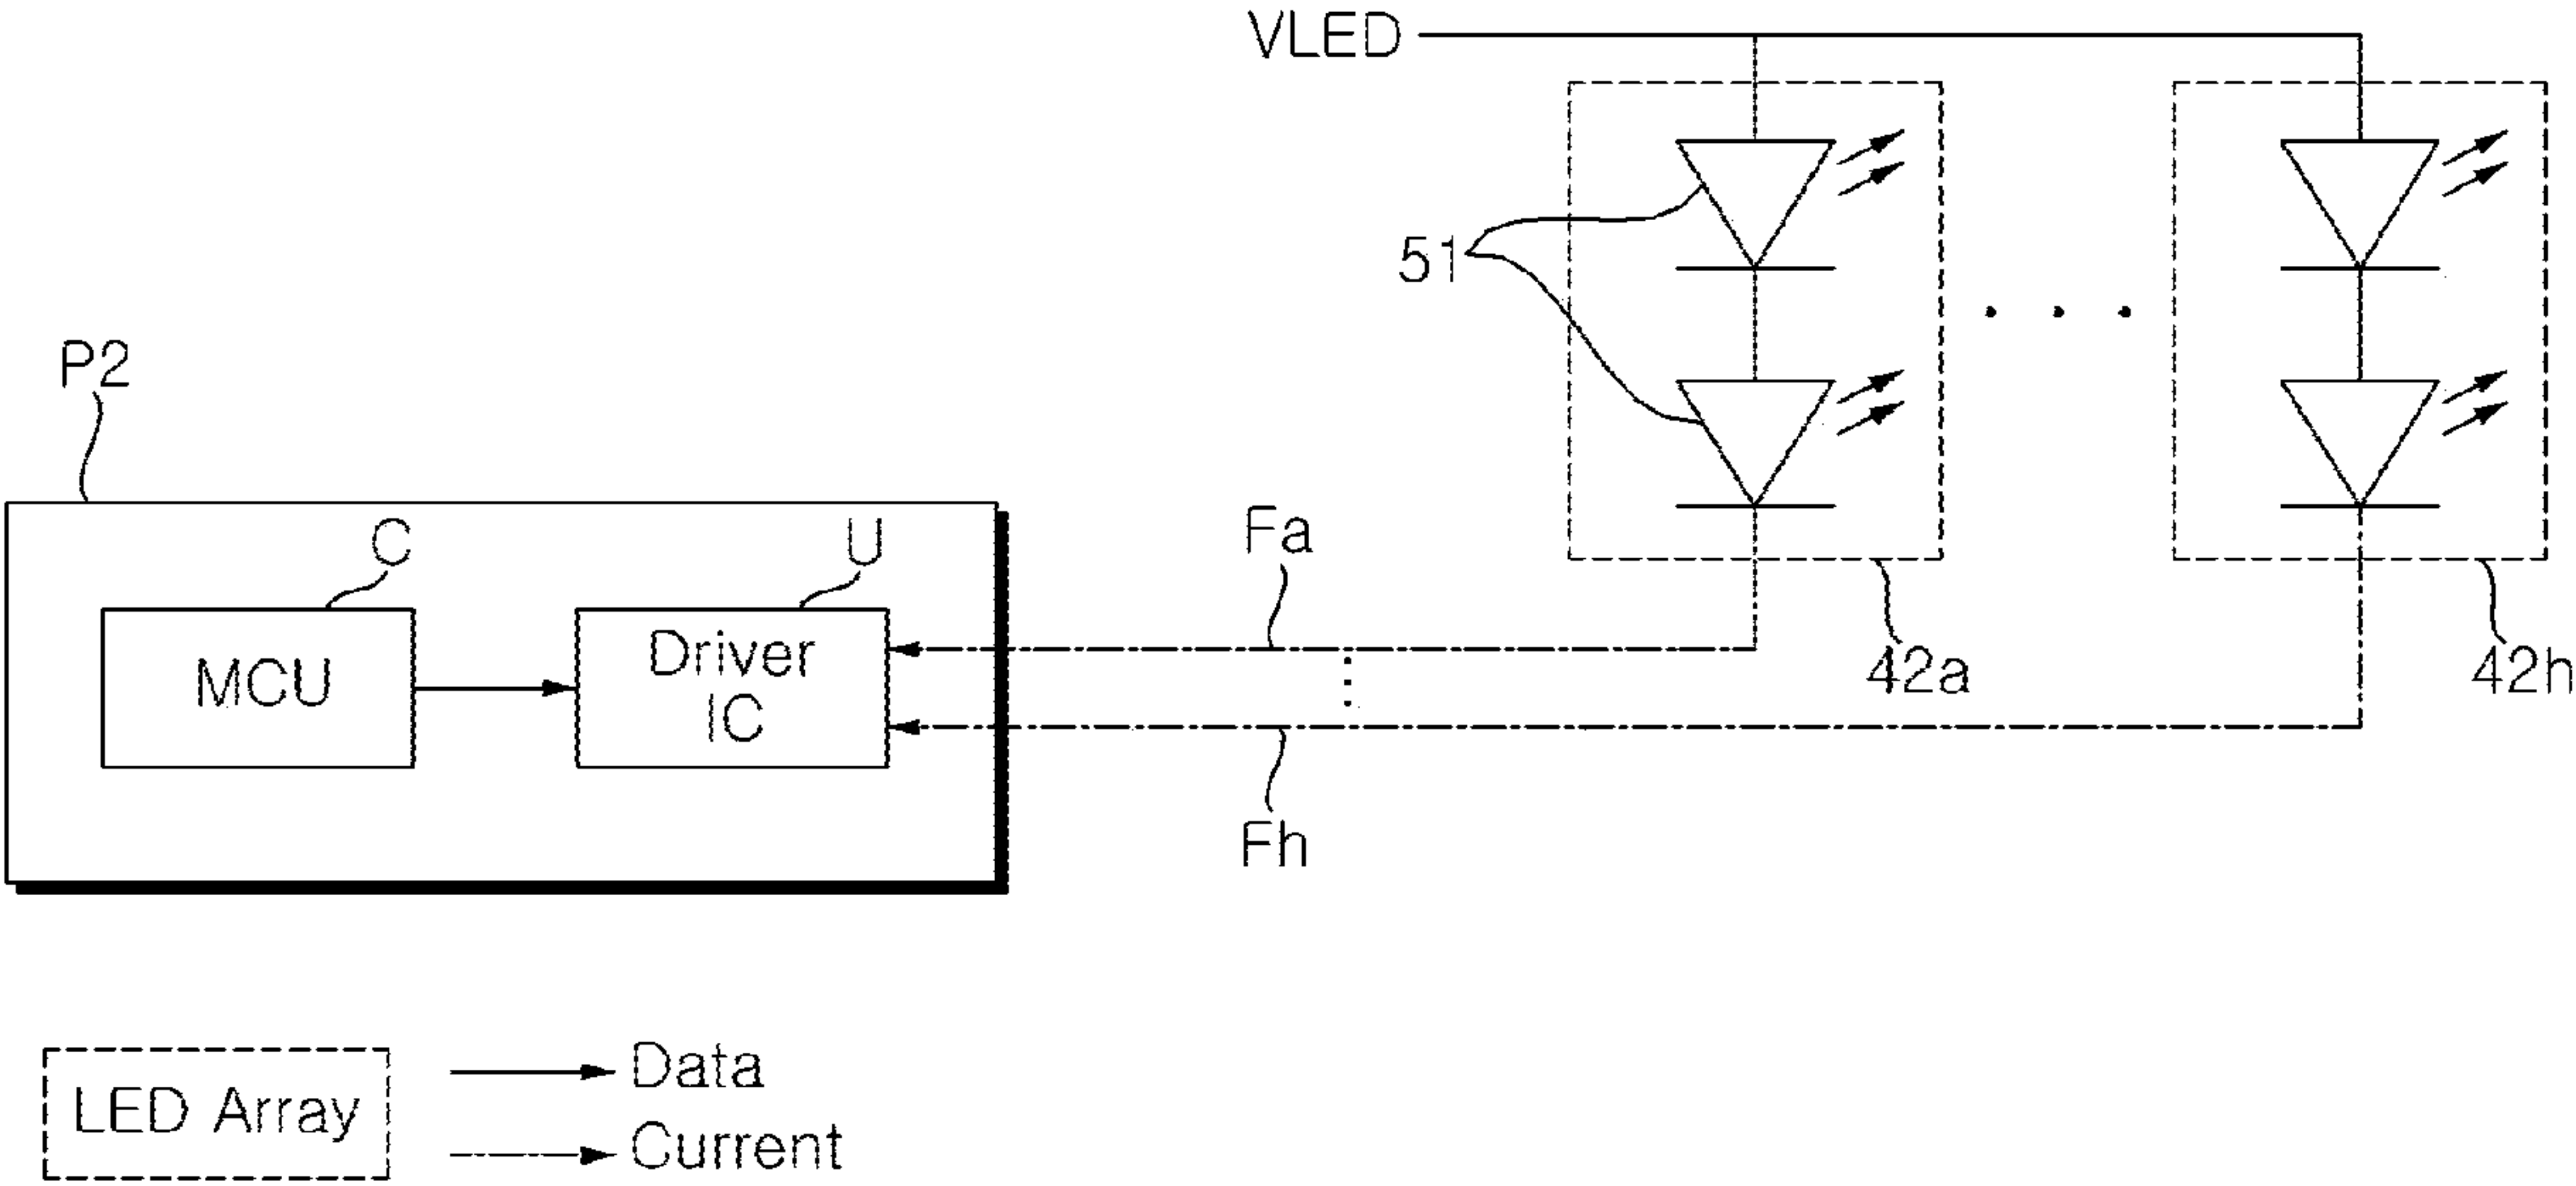 VLED
51
P2
C
U
Fa
MCU
Driver
IC
42a
42h
Fh
LED Array
Data
Current